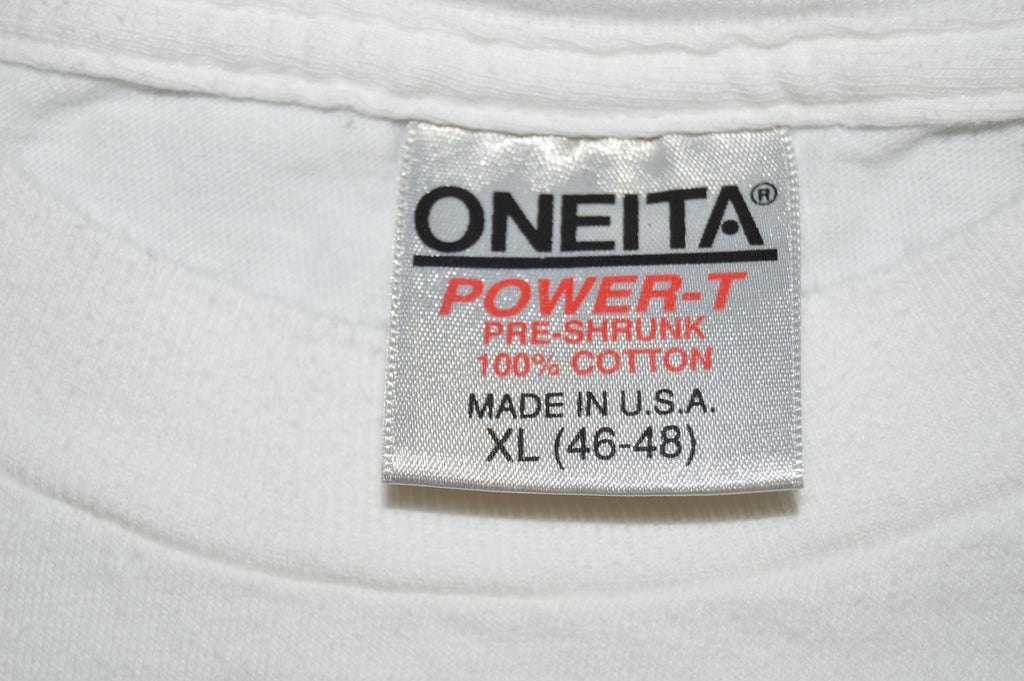 ONEITA®
POWER-T
PRE-SHRUNK
100% COTTON
MADE IN U.S.A.
XL (46-48)